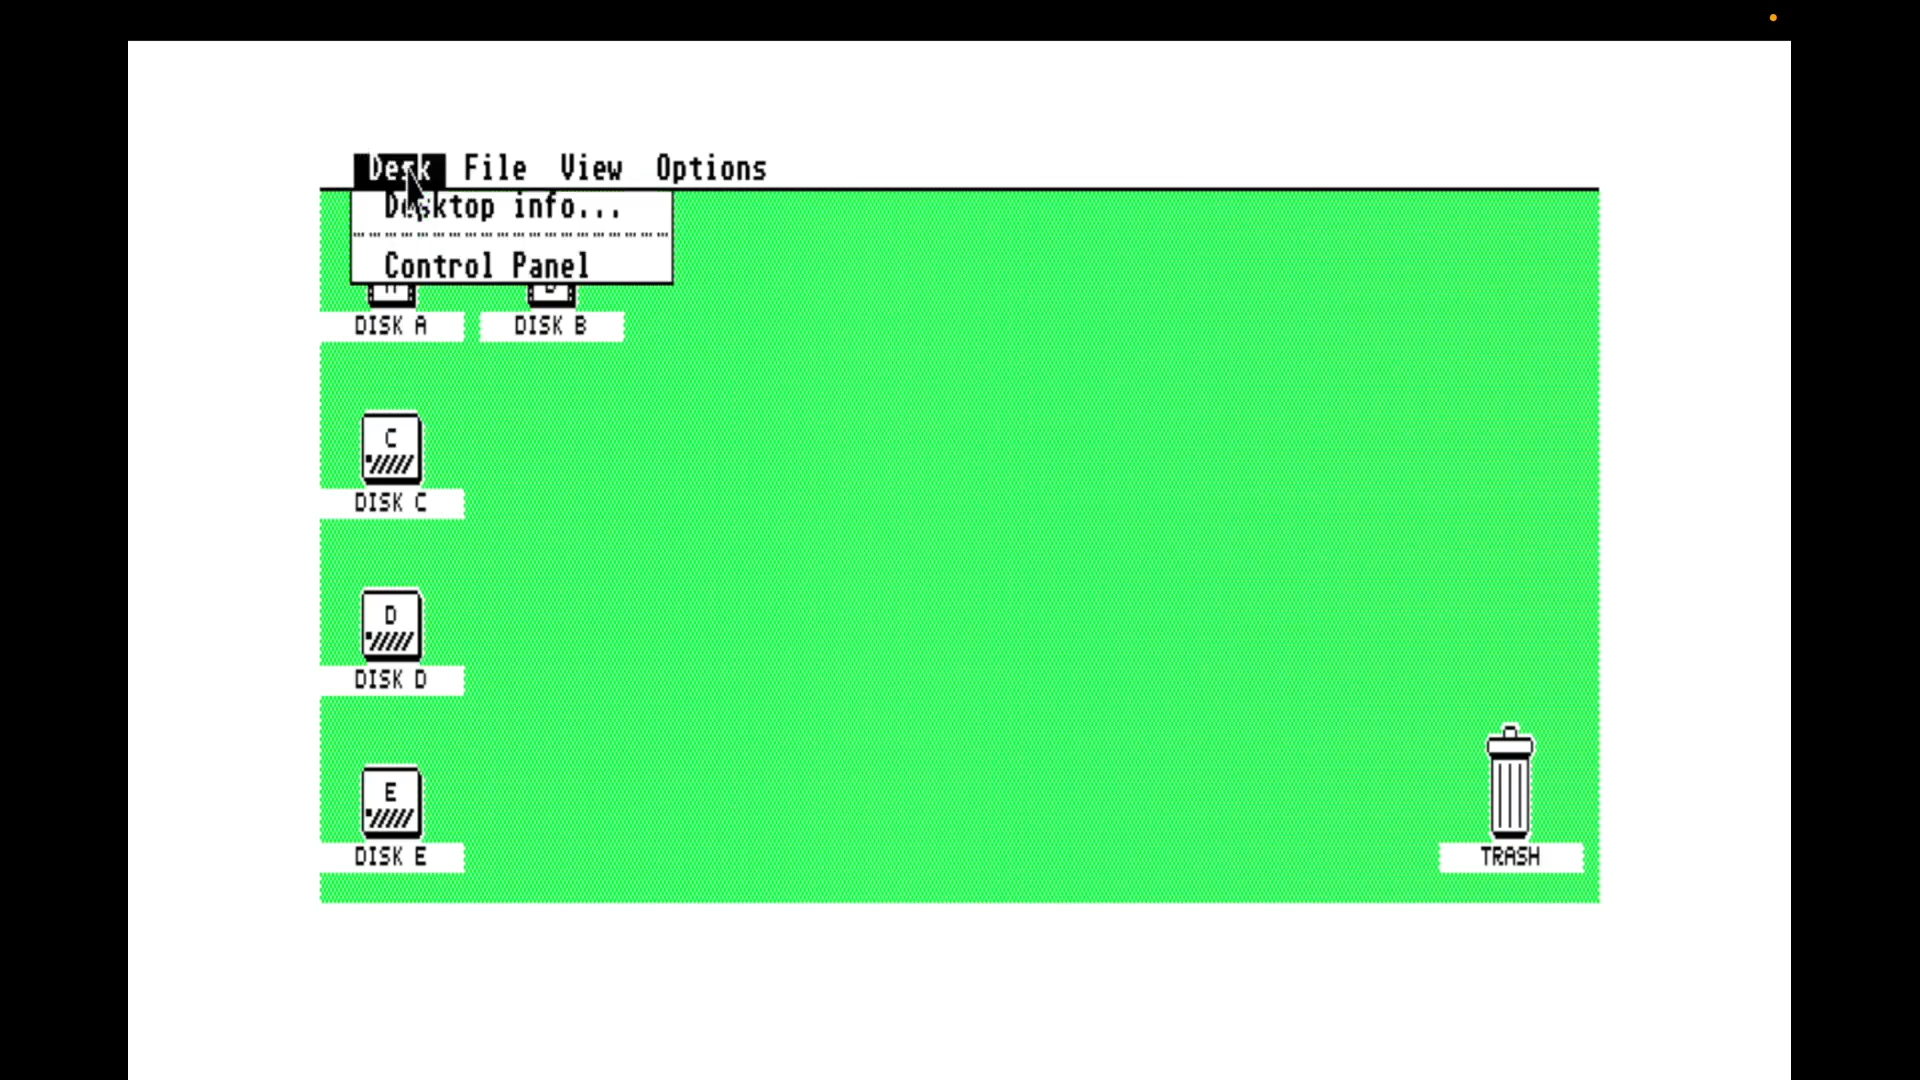 Desk File View Options
Desktop info...
Control Panel
DISK A DISK B
C
DISK C
D
DISK D
E
DISK E
TRASH